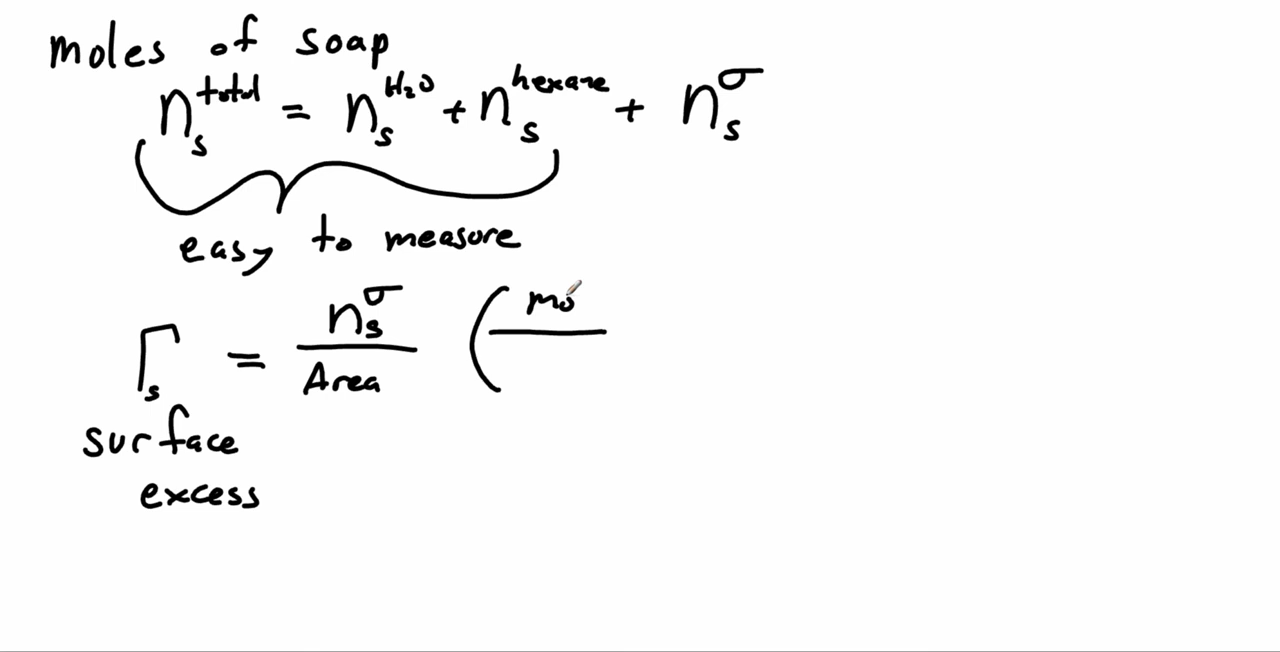 moles of soap
n_s^total = n_s^H₂O + n_s^hexane + n_s^σ
easy to measure
Γ_s = n_s^σ / Area ( mo
surface
excess